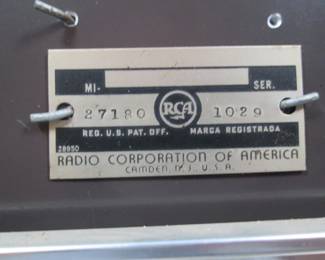 MI- SER.
27180 RCA 1029
REG. U.S. PAT. OFF. MARCA REGISTRADA
28950
RADIO CORPORATION OF AMERICA
CAMDEN, N.J. U.S.A.